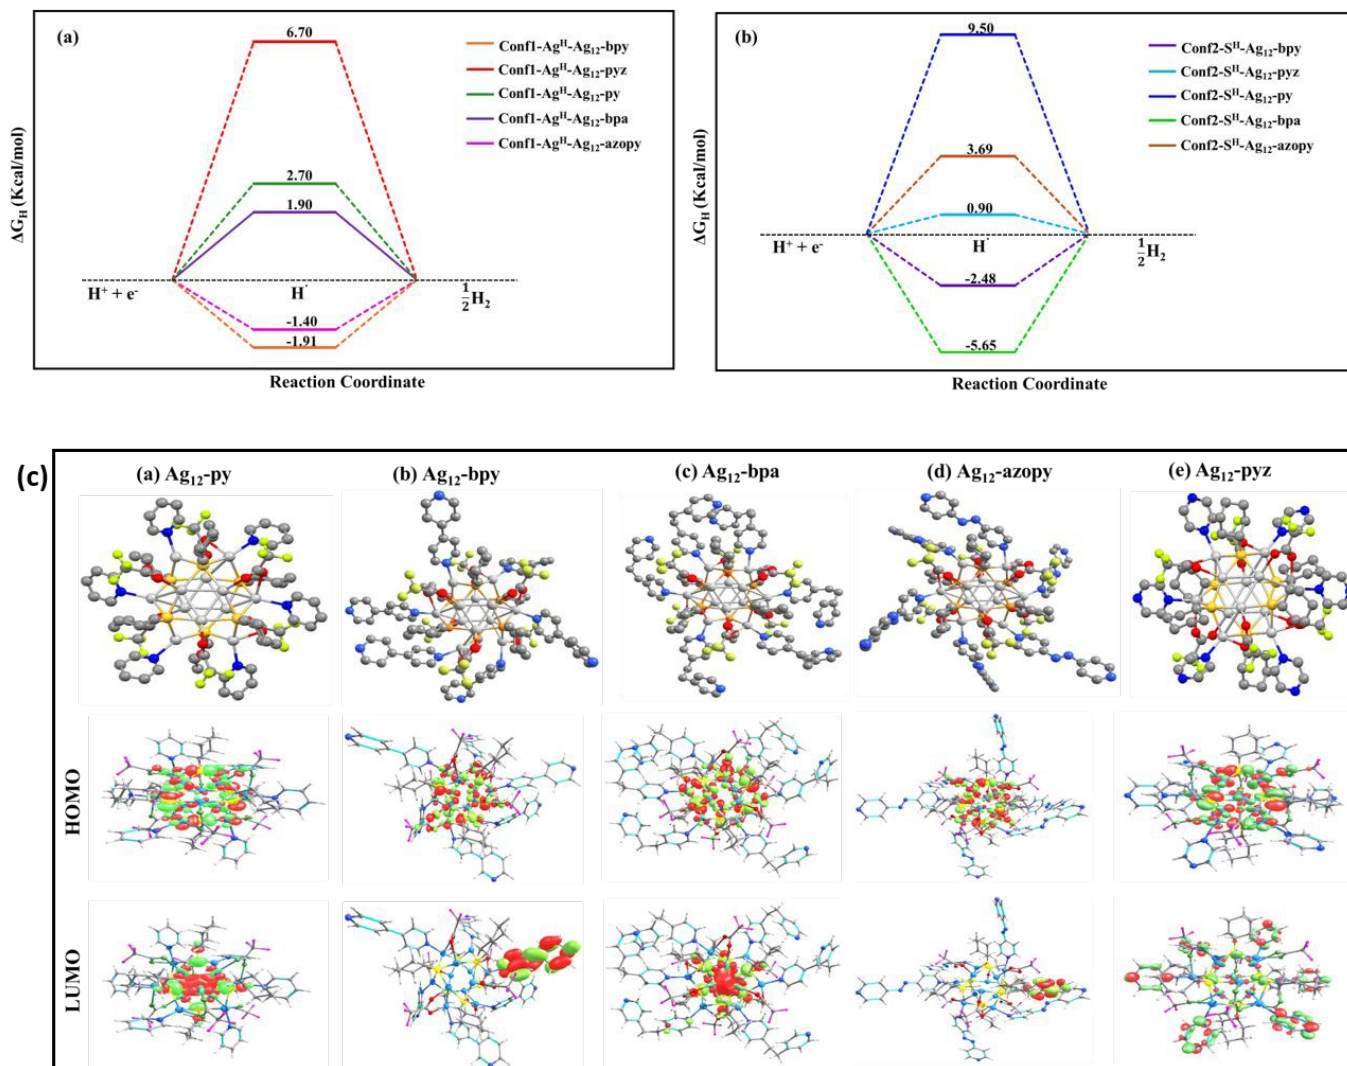 (a)
6.70
Conf1-Agᴴ-Ag₁₂-bpy
Conf1-Agᴴ-Ag₁₂-pyz
Conf1-Agᴴ-Ag₁₂-py
Conf1-Agᴴ-Ag₁₂-bpa
Conf1-Agᴴ-Ag₁₂-azopy
ΔG_H (Kcal/mol)
2.70
1.90
H⁺ + e⁻
H˙
½H₂
-1.40
-1.91
Reaction Coordinate
(b)
9.50
Conf2-Sᴴ-Ag₁₂-bpy
Conf2-Sᴴ-Ag₁₂-pyz
Conf2-Sᴴ-Ag₁₂-py
Conf2-Sᴴ-Ag₁₂-bpa
Conf2-Sᴴ-Ag₁₂-azopy
ΔG_H (Kcal/mol)
3.69
0.90
H⁺ + e⁻
H˙
½H₂
-2.48
-5.65
Reaction Coordinate
(c)
(a) Ag₁₂-py
(b) Ag₁₂-bpy
(c) Ag₁₂-bpa
(d) Ag₁₂-azopy
(e) Ag₁₂-pyz
HOMO
LUMO